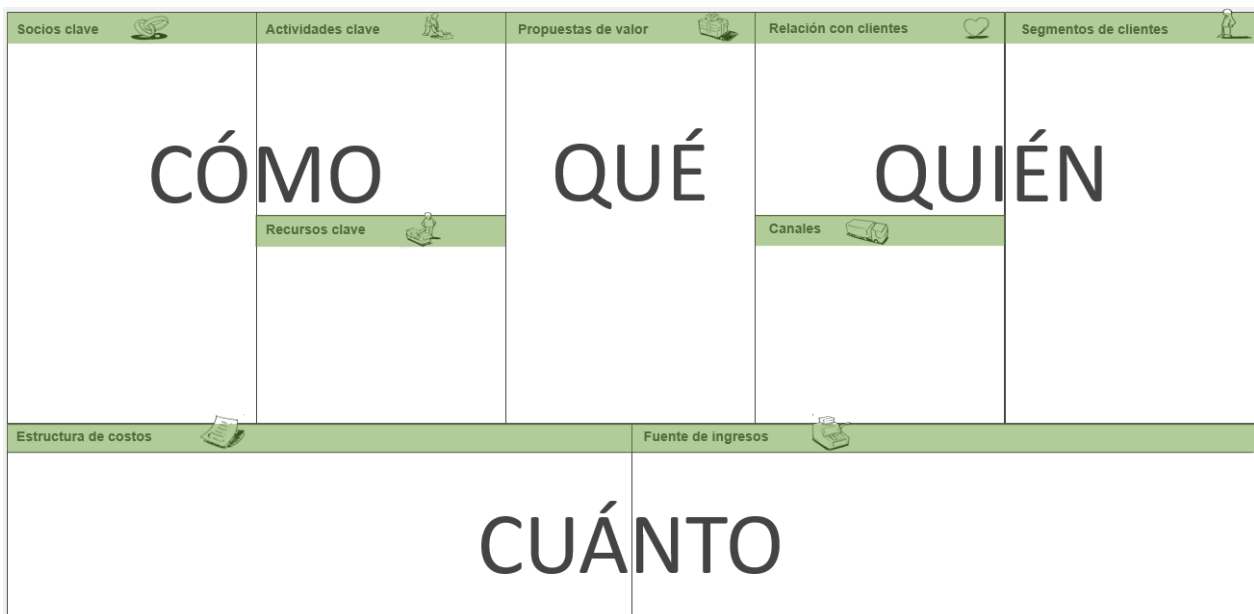 Socios clave
Actividades clave
Propuestas de valor
Relación con clientes
Segmentos de clientes
CÓMO
QUÉ
QUIÉN
Recursos clave
Canales
Estructura de costos
Fuente de ingresos
CUÁNTO